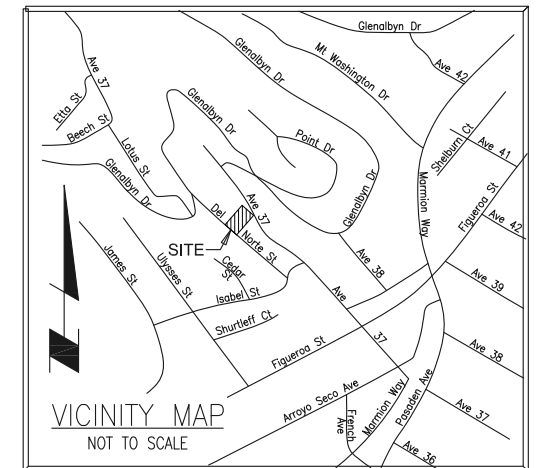 Glenalbyn Dr
Glenalbyn Dr
Mt Washington Dr
Ave 37
Ave 42
Etta St
Beech St
Lotus St
Glenalbyn Dr
Point Dr
Shelburn Ct
Ave 41
Glenalbyn Dr
Marmion Way
Figueroa St
Glenalbyn Dr
Ave 37
Del Norte St
Ave 42
SITE
James St
Ulysses St
Cedar St
Ave 38
Ave 39
Isabel St
Ave 37
Shurtleff Ct
Figueroa St
Ave 38
Arroyo Seco Ave
Marmion Way
Pasaden Ave
Ave 37
French Ave
Ave 36
VICINITY MAP
NOT TO SCALE